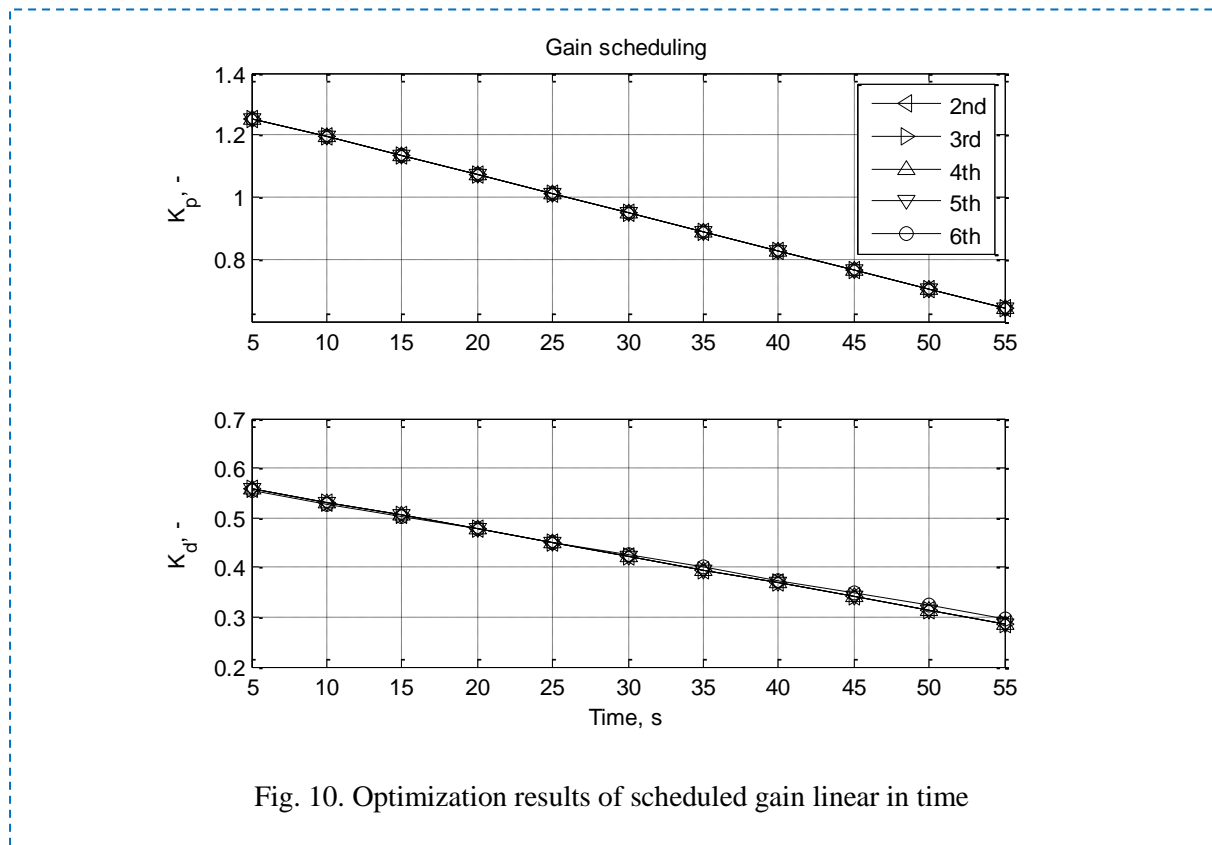 Gain scheduling
1.4
1.2
1
0.8
K_p, -
2nd
3rd
4th
5th
6th
5 10 15 20 25 30 35 40 45 50 55
0.7
0.6
0.5
0.4
0.3
0.2
K_d, -
5 10 15 20 25 30 35 40 45 50 55
Time, s
Fig. 10. Optimization results of scheduled gain linear in time